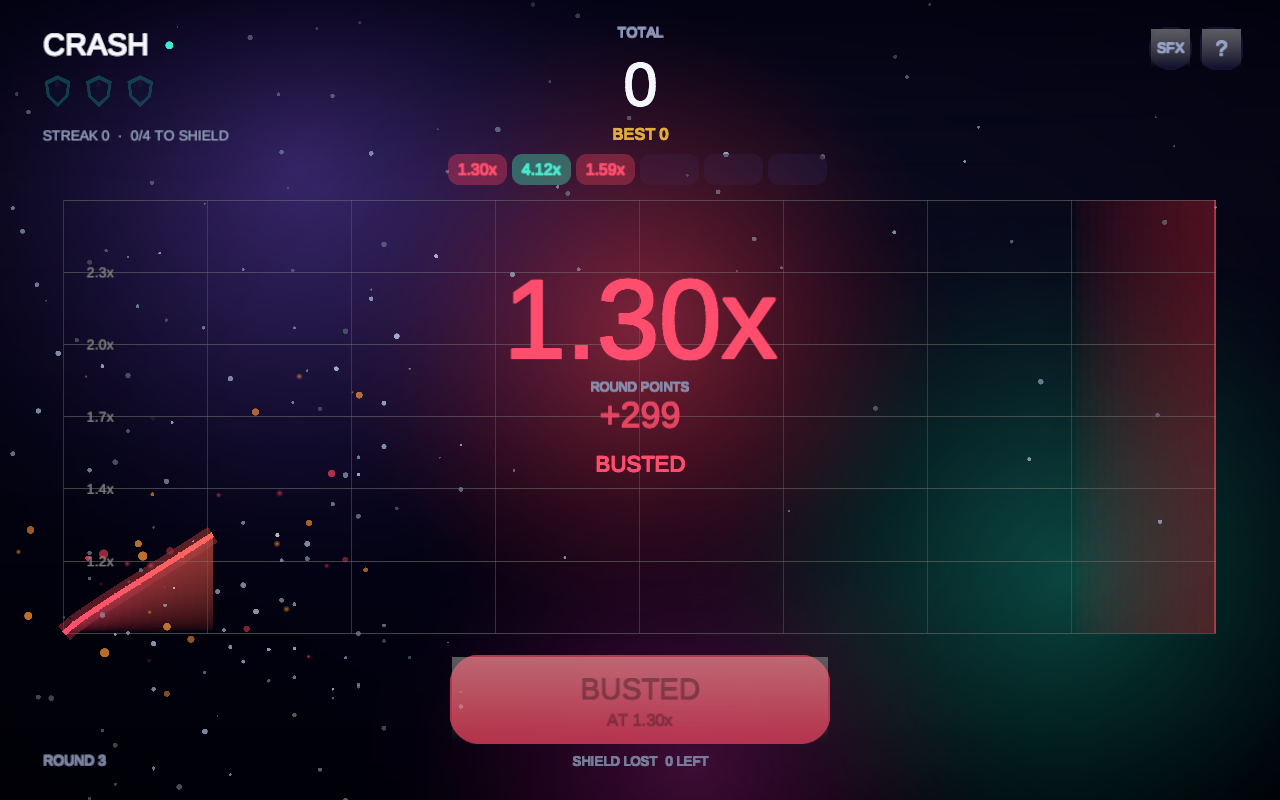 CRASH
STREAK 0 · 0/4 TO SHIELD
TOTAL
0
BEST 0
SFX
?
1.30x 4.12x 1.59x
2.3x
2.0x
1.7x
1.4x
1.2x
1.30x
ROUND POINTS
+299
BUSTED
BUSTED
AT 1.30x
ROUND 3
SHIELD LOST 0 LEFT